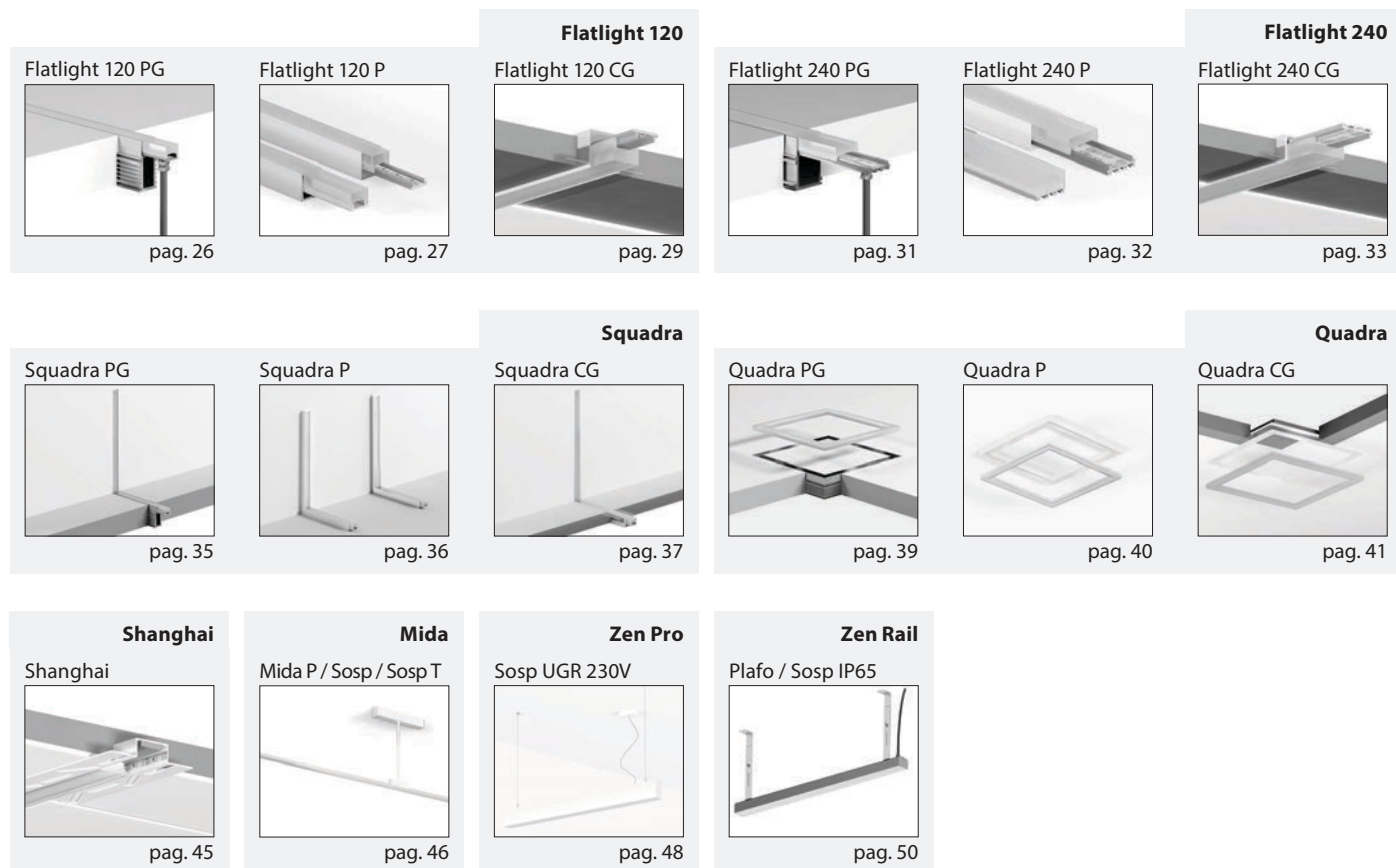 Flatlight 120
Flatlight 120 PG
Flatlight 120 P
Flatlight 120 CG
pag. 26
pag. 27
pag. 29
Flatlight 240
Flatlight 240 PG
Flatlight 240 P
Flatlight 240 CG
pag. 31
pag. 32
pag. 33
Squadra
Squadra PG
Squadra P
Squadra CG
pag. 35
pag. 36
pag. 37
Quadra
Quadra PG
Quadra P
Quadra CG
pag. 39
pag. 40
pag. 41
Shanghai
Shanghai
pag. 45
Mida
Mida P / Sosp / Sosp T
pag. 46
Zen Pro
Sosp UGR 230V
pag. 48
Zen Rail
Plafo / Sosp IP65
pag. 50